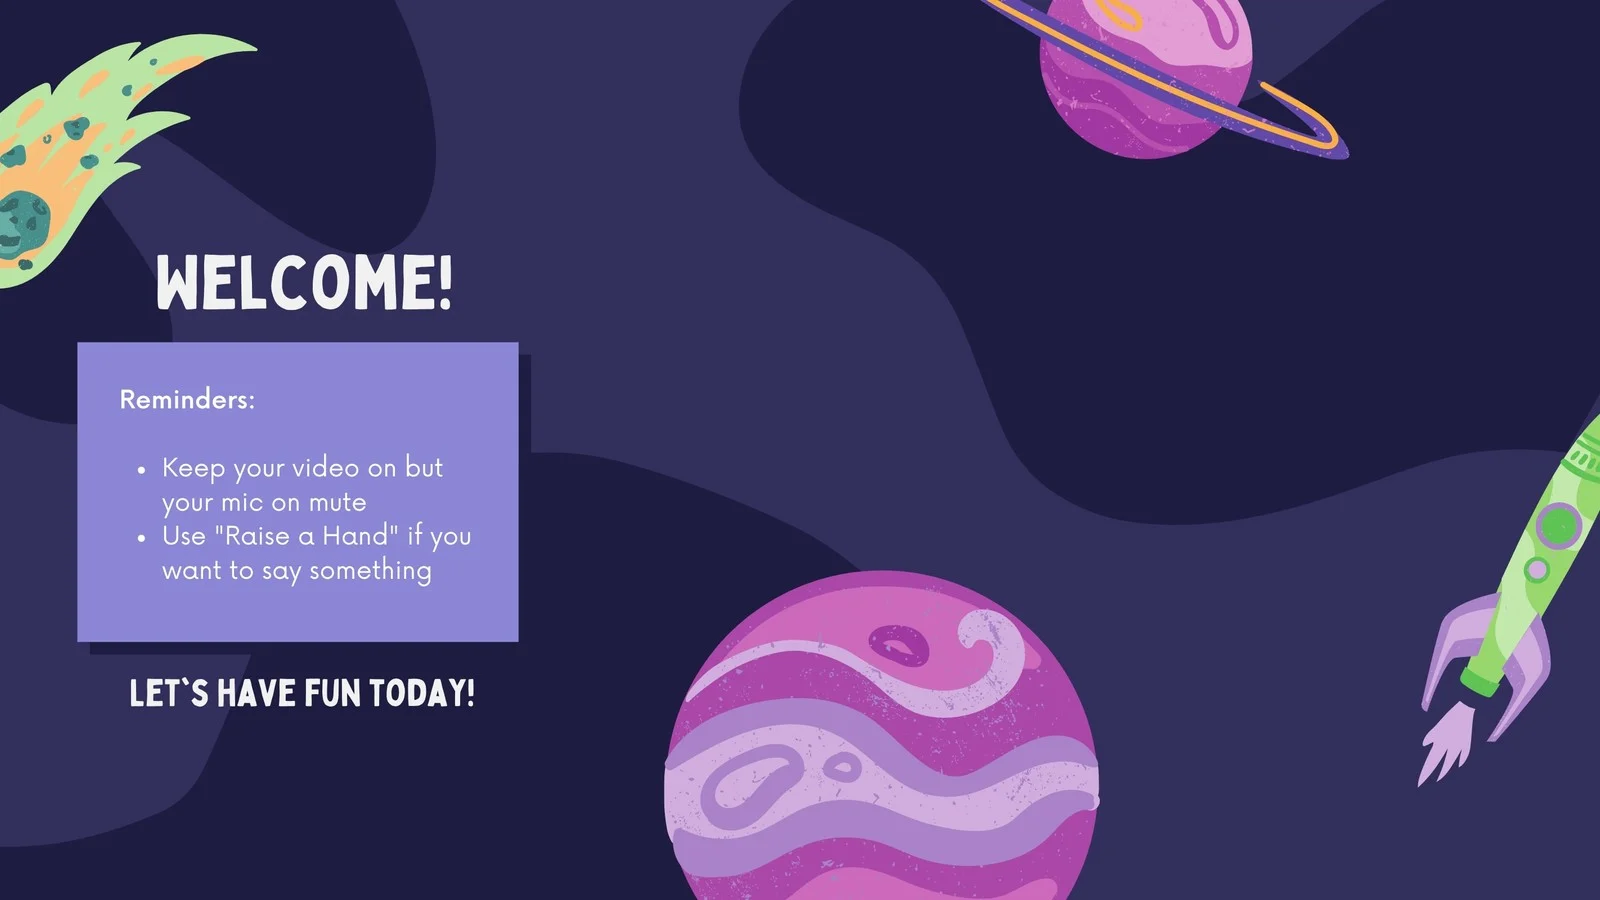 WELCOME!
Reminders:
• Keep your video on but
your mic on mute
• Use "Raise a Hand" if you
want to say something
LET`S HAVE FUN TODAY!